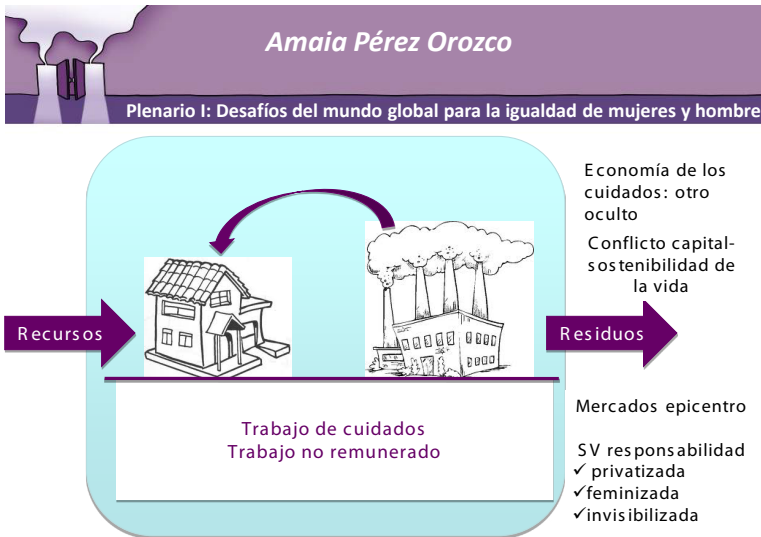 Amaia Pérez Orozco
Plenario I: Desafíos del mundo global para la igualdad de mujeres y hombre
Economía de los
cuidados: otro
oculto
Conflicto capital-
sostenibilidad de
la vida
Recursos
Residuos
Trabajo de cuidados
Trabajo no remunerado
Mercados epicentro
SV responsabilidad
✓ privatizada
✓feminizada
✓invisibilizada